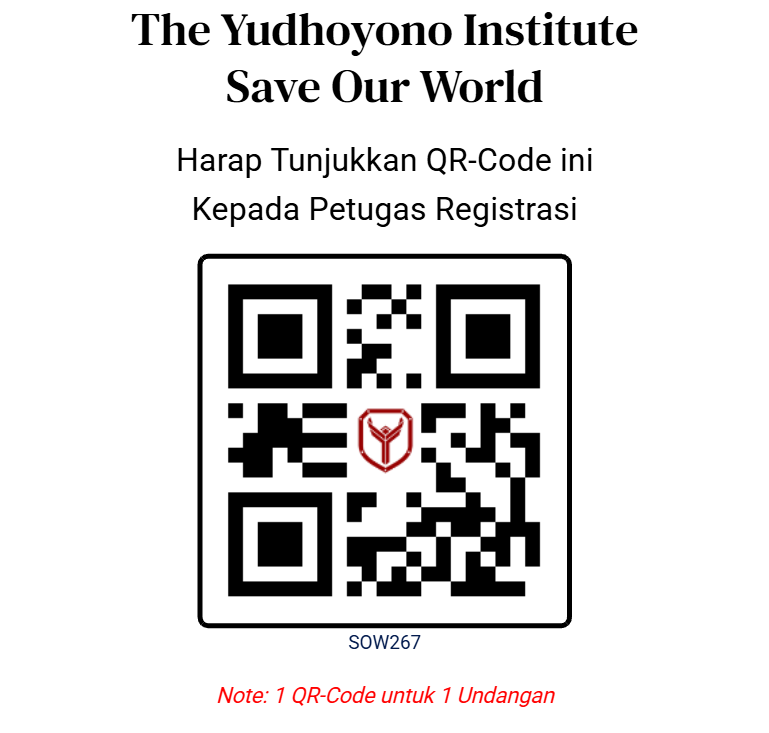 The Yudhoyono Institute
Save Our World
Harap Tunjukkan QR-Code ini
Kepada Petugas Registrasi
SOW267
Note: 1 QR-Code untuk 1 Undangan